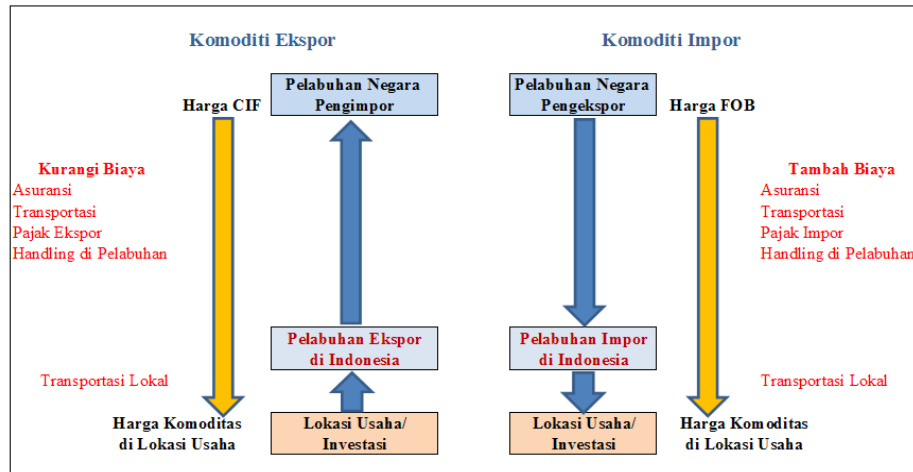 Komoditi Ekspor
Harga CIF
Pelabuhan Negara
Pengimpor
Kurangi Biaya
Asuransi
Transportasi
Pajak Ekspor
Handling di Pelabuhan
Pelabuhan Ekspor
di Indonesia
Transportasi Lokal
Harga Komoditas
di Lokasi Usaha
Lokasi Usaha/
Investasi
Komoditi Impor
Pelabuhan Negara
Pengekspor
Harga FOB
Tambah Biaya
Asuransi
Transportasi
Pajak Impor
Handling di Pelabuhan
Pelabuhan Impor
di Indonesia
Transportasi Lokal
Lokasi Usaha/
Investasi
Harga Komoditas
di Lokasi Usaha